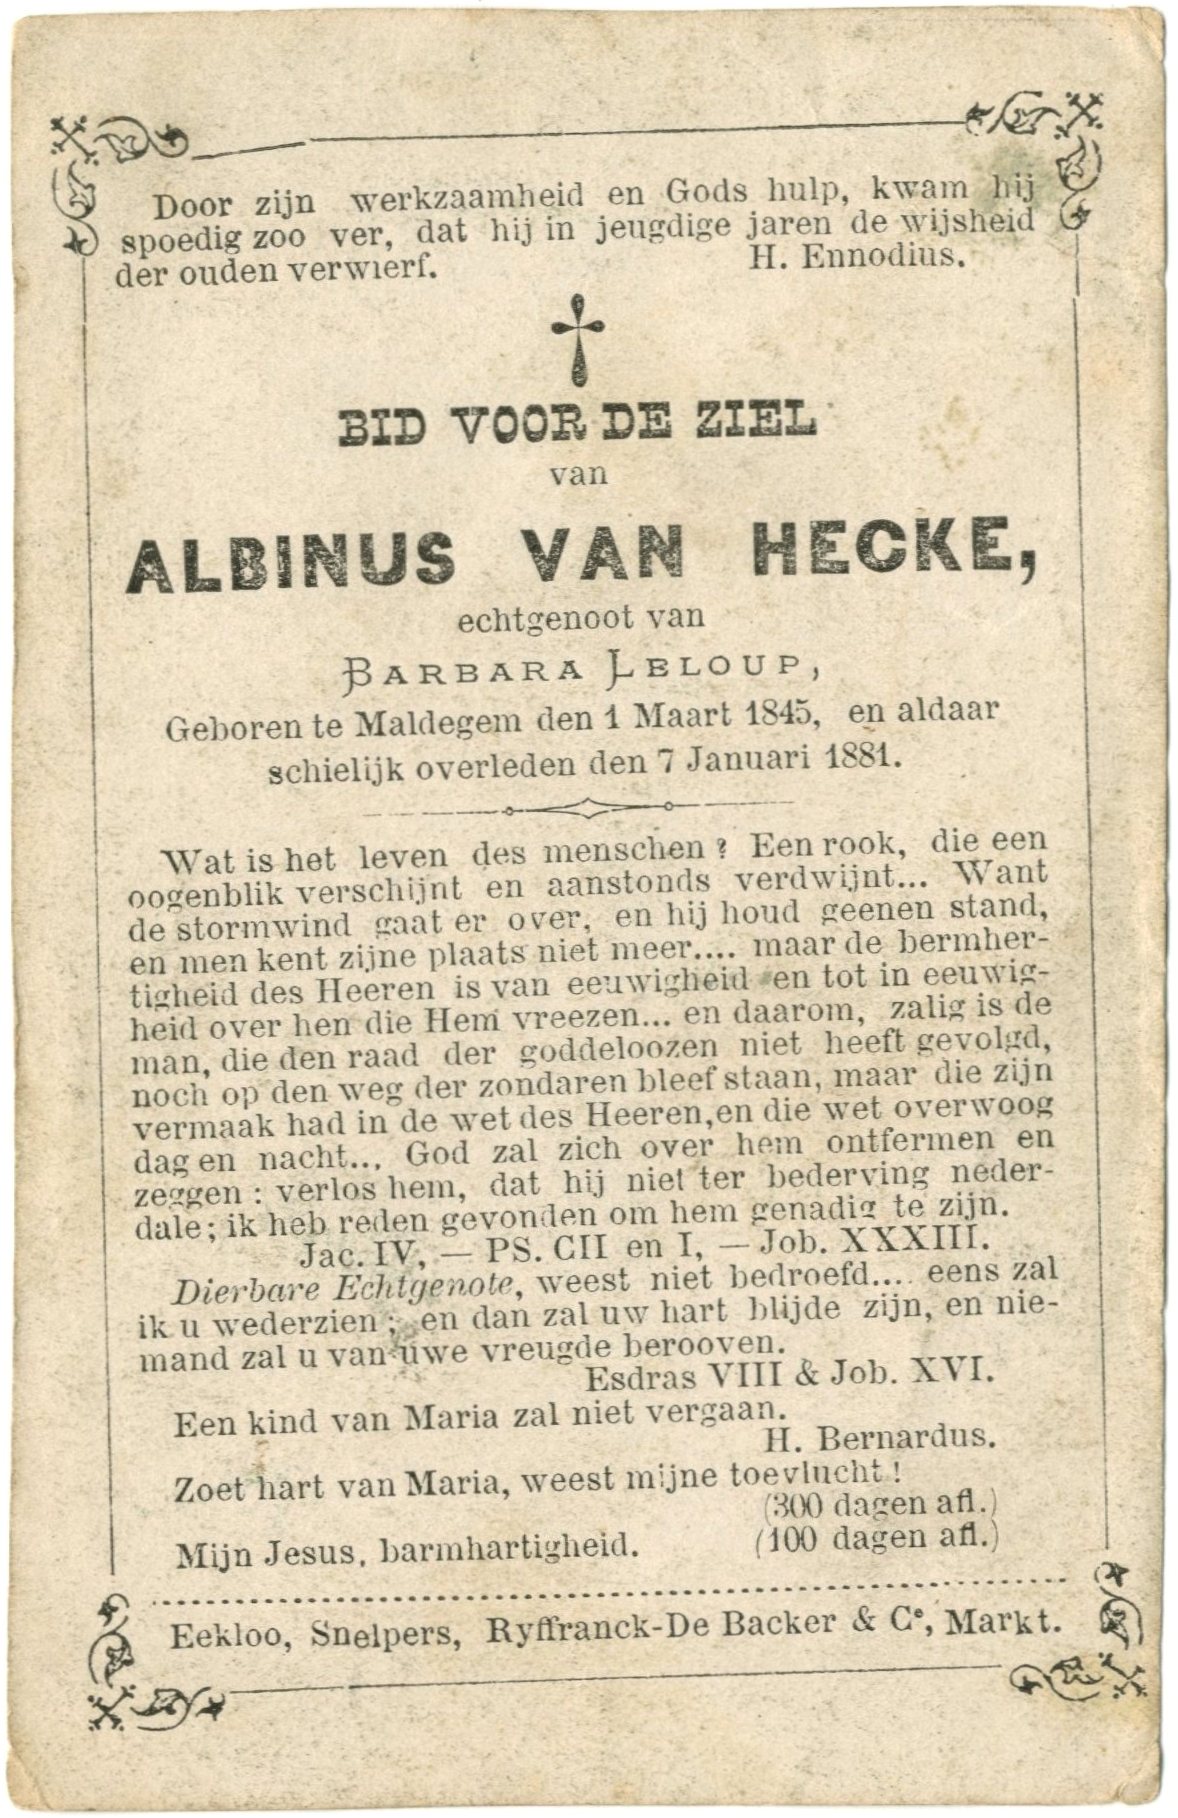 Door zijn werkzaamheid en Gods hulp, kwam hij
spoedig zoo ver, dat hij in jeugdige jaren de wijsheid
der ouden verwierf. H. Ennodius.
BID VOOR DE ZIEL
van
ALBINUS VAN HECKE,
echtgenoot van
BARBARA LELOUP,
Geboren te Maldegem den 1 Maart 1845, en aldaar
schielijk overleden den 7 Januari 1881.
Wat is het leven des menschen? Een rook, die een
oogenblik verschijnt en aanstonds verdwijnt... Want
de stormwind gaat er over, en hij houd geenen stand,
en men kent zijne plaats niet meer.... maar de bermher-
tigheid des Heeren is van eeuwigheid en tot in eeuwig-
heid over hen die Hem vreezen... en daarom, zalig is de
man, die den raad der goddeloozen niet heeft gevolgd,
noch op den weg der zondaren bleef staan, maar die zijn
vermaak had in de wet des Heeren, en die wet overwoog
dag en nacht... God zal zich over hem ontfermen en
zeggen: verlos hem, dat hij niet ter bederving neder-
dale; ik heb reden gevonden om hem genadig te zijn.
Jac. IV, — PS. CII en I, — Job. XXXIII.
Dierbare Echtgenote, weest niet bedroefd.... eens zal
ik u wederzien; en dan zal uw hart blijde zijn, en nie-
mand zal u van uwe vreugde berooven.
Esdras VIII & Job. XVI.
Een kind van Maria zal niet vergaan.
H. Bernardus.
Zoet hart van Maria, weest mijne toevlucht!
(300 dagen afl.)
Mijn Jesus, barmhartigheid. (100 dagen afl.)
Eekloo, Snelpers, Ryffranck-De Backer & Ce, Markt.